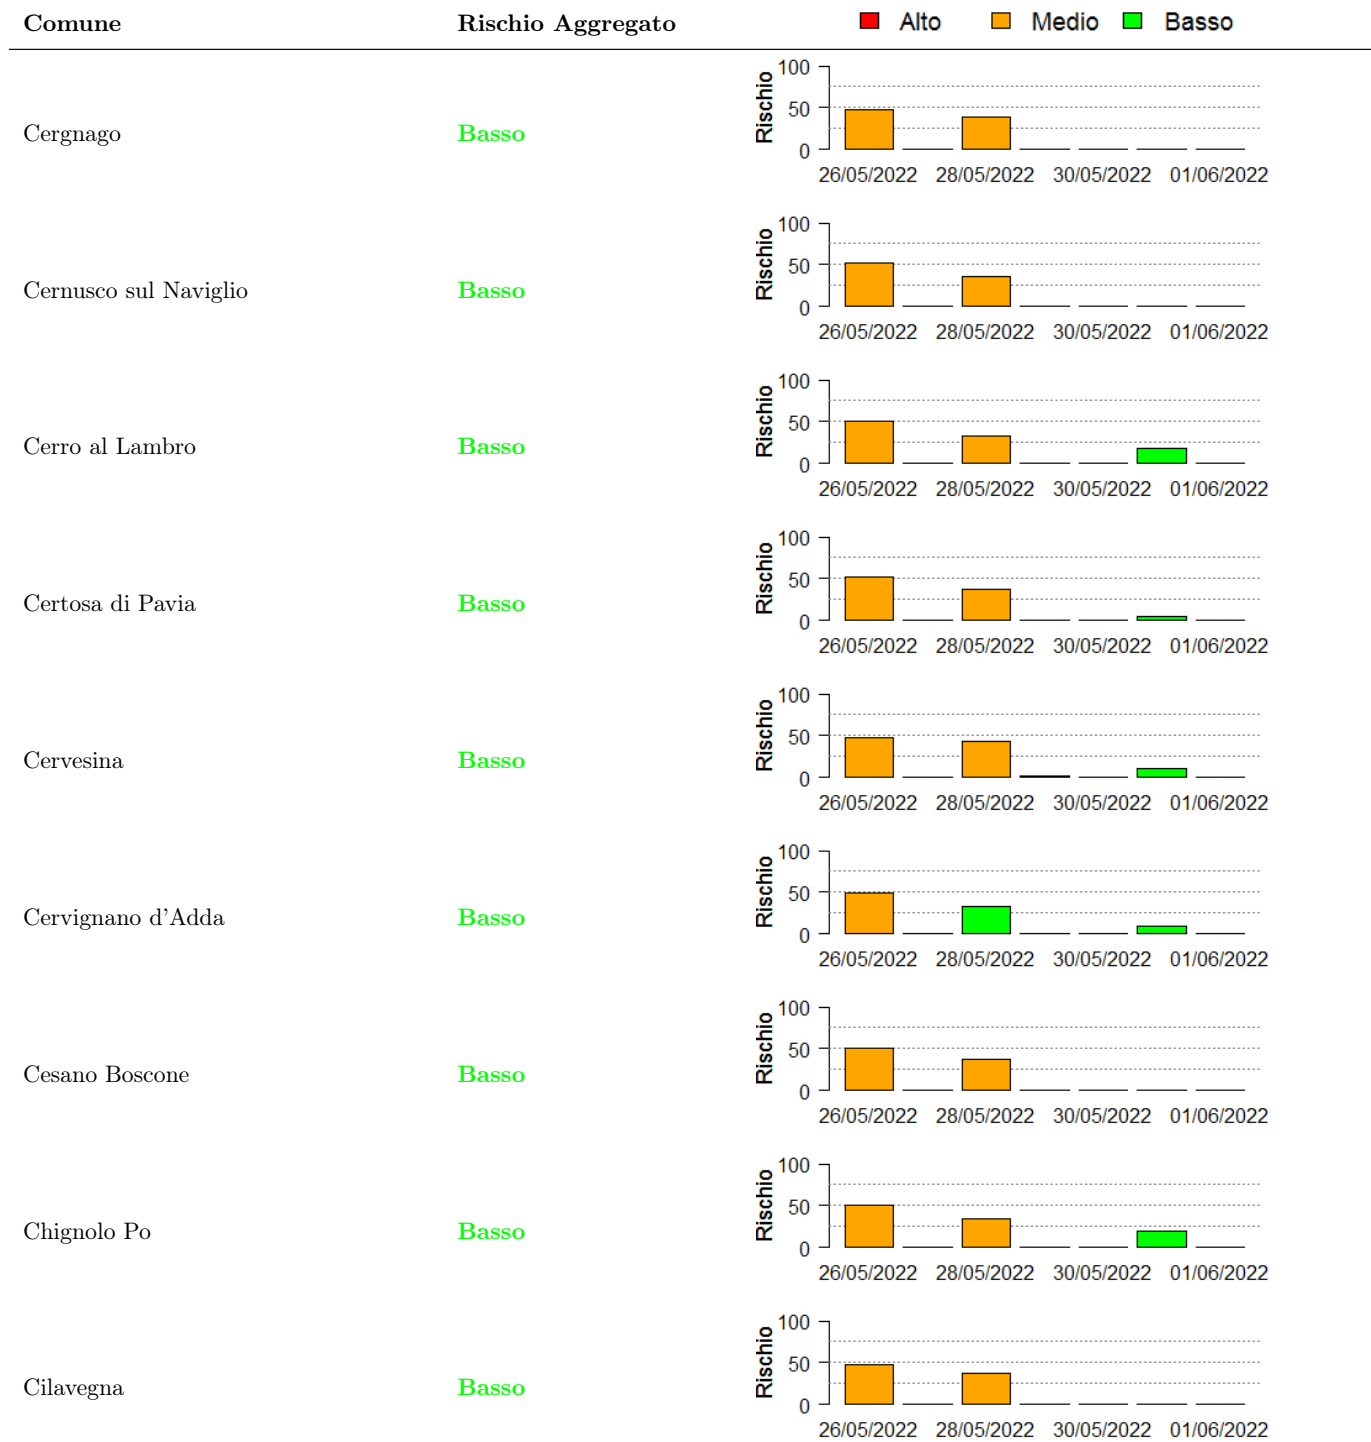 Comune Rischio Aggregato Alto Medio Basso
Cergnago Basso
Rischio
100
50
0
26/05/2022 28/05/2022 30/05/2022 01/06/2022
Cernusco sul Naviglio Basso
Rischio
100
50
0
26/05/2022 28/05/2022 30/05/2022 01/06/2022
Cerro al Lambro Basso
Rischio
100
50
0
26/05/2022 28/05/2022 30/05/2022 01/06/2022
Certosa di Pavia Basso
Rischio
100
50
0
26/05/2022 28/05/2022 30/05/2022 01/06/2022
Cervesina Basso
Rischio
100
50
0
26/05/2022 28/05/2022 30/05/2022 01/06/2022
Cervignano d'Adda Basso
Rischio
100
50
0
26/05/2022 28/05/2022 30/05/2022 01/06/2022
Cesano Boscone Basso
Rischio
100
50
0
26/05/2022 28/05/2022 30/05/2022 01/06/2022
Chignolo Po Basso
Rischio
100
50
0
26/05/2022 28/05/2022 30/05/2022 01/06/2022
Cilavegna Basso
Rischio
100
50
0
26/05/2022 28/05/2022 30/05/2022 01/06/2022